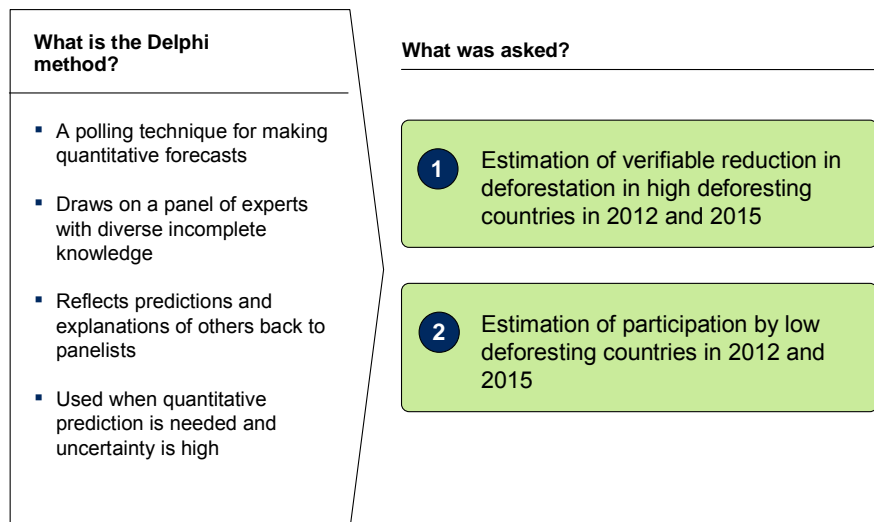 What is the Delphi
method?
▪ A polling technique for making
quantitative forecasts
▪ Draws on a panel of experts
with diverse incomplete
knowledge
▪ Reflects predictions and
explanations of others back to
panelists
▪ Used when quantitative
prediction is needed and
uncertainty is high
What was asked?
1
Estimation of verifiable reduction in
deforestation in high deforesting
countries in 2012 and 2015
2
Estimation of participation by low
deforesting countries in 2012 and
2015